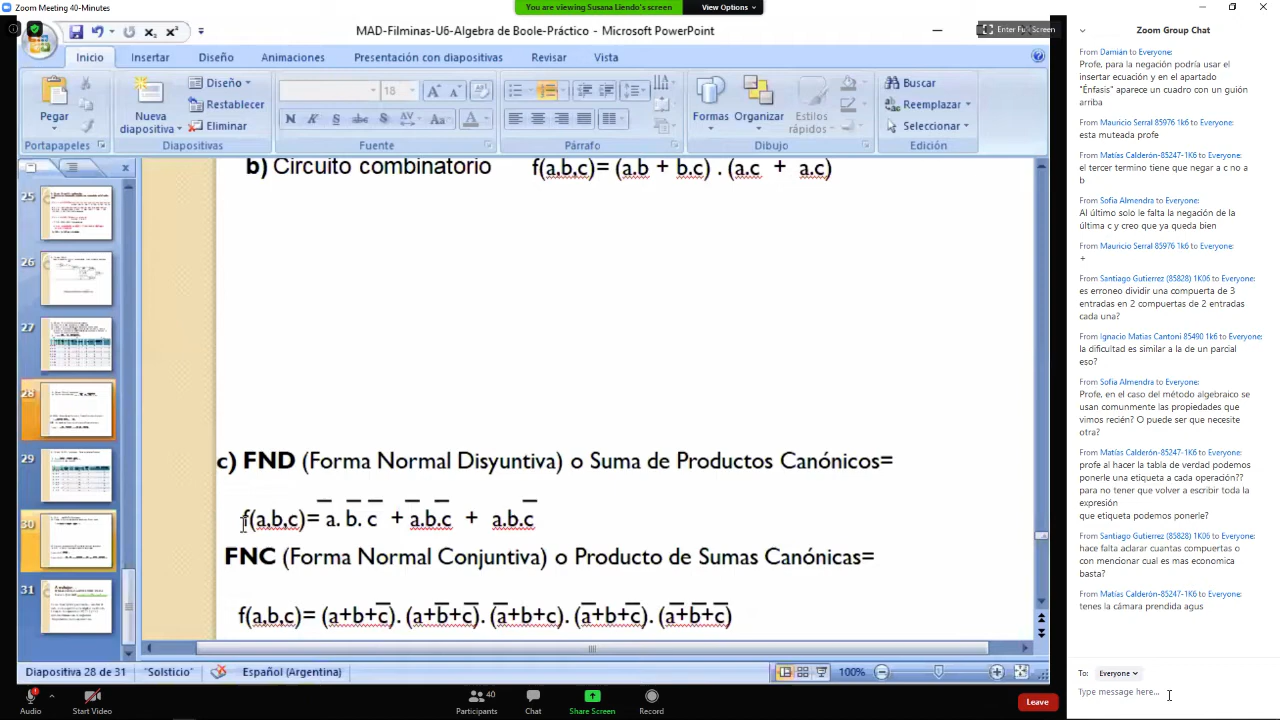 Zoom Meeting 40-Minutes
You are viewing Susana Liendo's screen
View Options
MAD-Filminas-U6-Algebra de Boole-Práctico - Microsoft PowerPoint
Enter Full Screen
Inicio
Insertar
Diseño
Animaciones
Presentación con diapositivas
Revisar
Vista
Pegar
Portapapeles
Nueva
diapositiva
Diseño
Restablecer
Eliminar
Diapositivas
18
Fuente
Párrafo
Formas
Organizar
Estilos
rápidos
Dibujo
Buscar
Reemplazar
Seleccionar
Edición
25
26
27
28
29
30
31
b) Circuito combinatorio f(a.b.c)= (a.b + b.c) . (a.c + a.c)
c) FND (Forma Normal Disyuntiva) o Suma de Productos Canónicos=
f(a.b.c)= a. b. c + a.b.c + a.b.c
FNC (Forma Normal Conjuntiva) o Producto de Sumas Canónicas=
f(a.b.c)= (a+b+c). (a+b+c). (a+b+c). (a+b+c). (a+b+c)
Diapositiva 28 de 31
"Solsticio"
Español (Argentina)
100%
Audio
Start Video
40
Participants
Chat
Share Screen
Record
Leave
Zoom Group Chat
From Damián to Everyone:
Profe, para la negación podría usar el
insertar ecuación y en el apartado
"Énfasis" aparece un cuadro con un guión
arriba
From Mauricio Serral 85976 1k6 to Everyone:
esta muteada profe
From Matías Calderón-85247-1K6 to Everyone:
el tercer termino tiene que negar a c no a
b
From Sofia Almendra to Everyone:
Al último solo le falta la negación de la
última c y creo que ya queda bien
From Mauricio Serral 85976 1k6 to Everyone:
+
From Santiago Gutierrez (85828) 1K06 to Everyone:
es erroneo dividir una compuerta de 3
entradas en 2 compuertas de 2 entradas
cada una?
From Ignacio Matias Cantoni 85490 1k6 to Everyone:
la dificultad es similar a la de un parcial
eso?
From Sofia Almendra to Everyone:
Profe, en el caso del método algebraico se
usan comunmente las propiedades que
vimos recién? O puede ser que necesite
otra?
From Matías Calderón-85247-1K6 to Everyone:
profe al hacer la tabla de verdad podemos
ponerle una etiqueta a cada operación??
para no tener que volver a escribir toda la
expresión
que etiqueta podemos ponerle?
From Santiago Gutierrez (85828) 1K06 to Everyone:
hace falta aclarar cuantas compuertas o
con mencionar cual es mas economica
basta?
From Matías Calderón-85247-1K6 to Everyone:
tenes la cámara prendida agus
To: Everyone
Type message here...